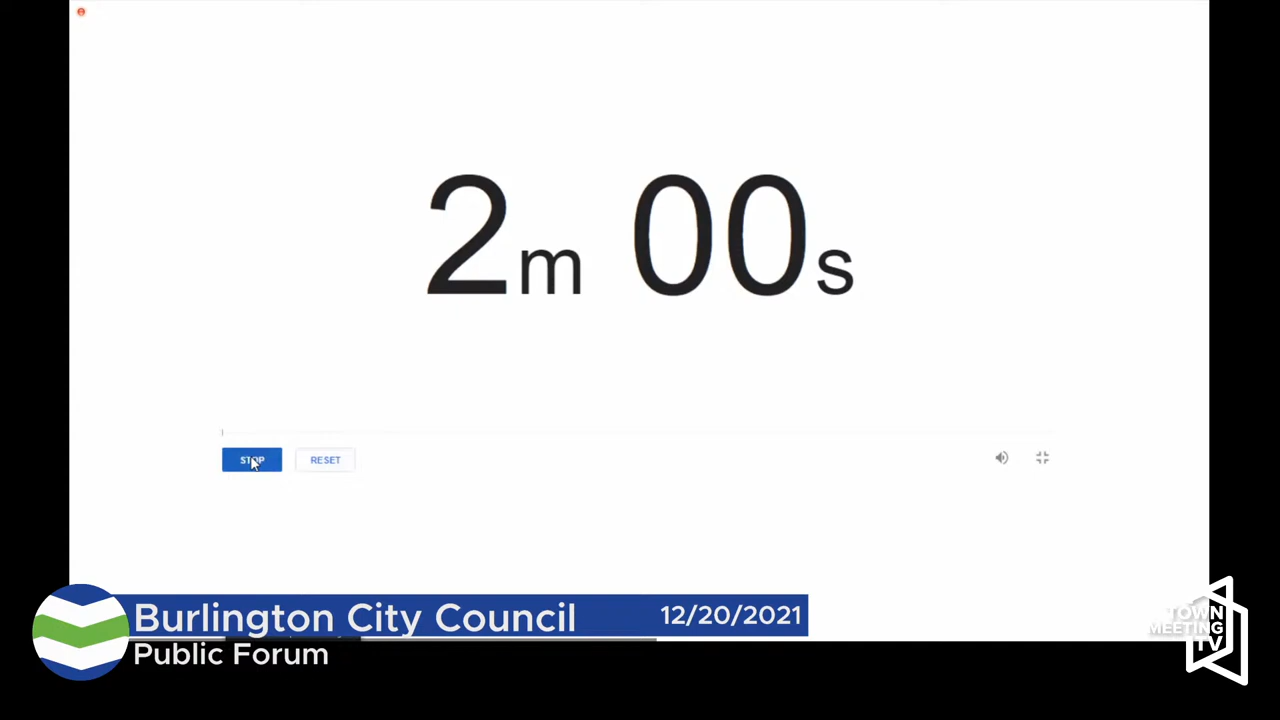 2m 00s
STOP
RESET
Burlington City Council
12/20/2021
Public Forum
TOWN
MEETING
TV